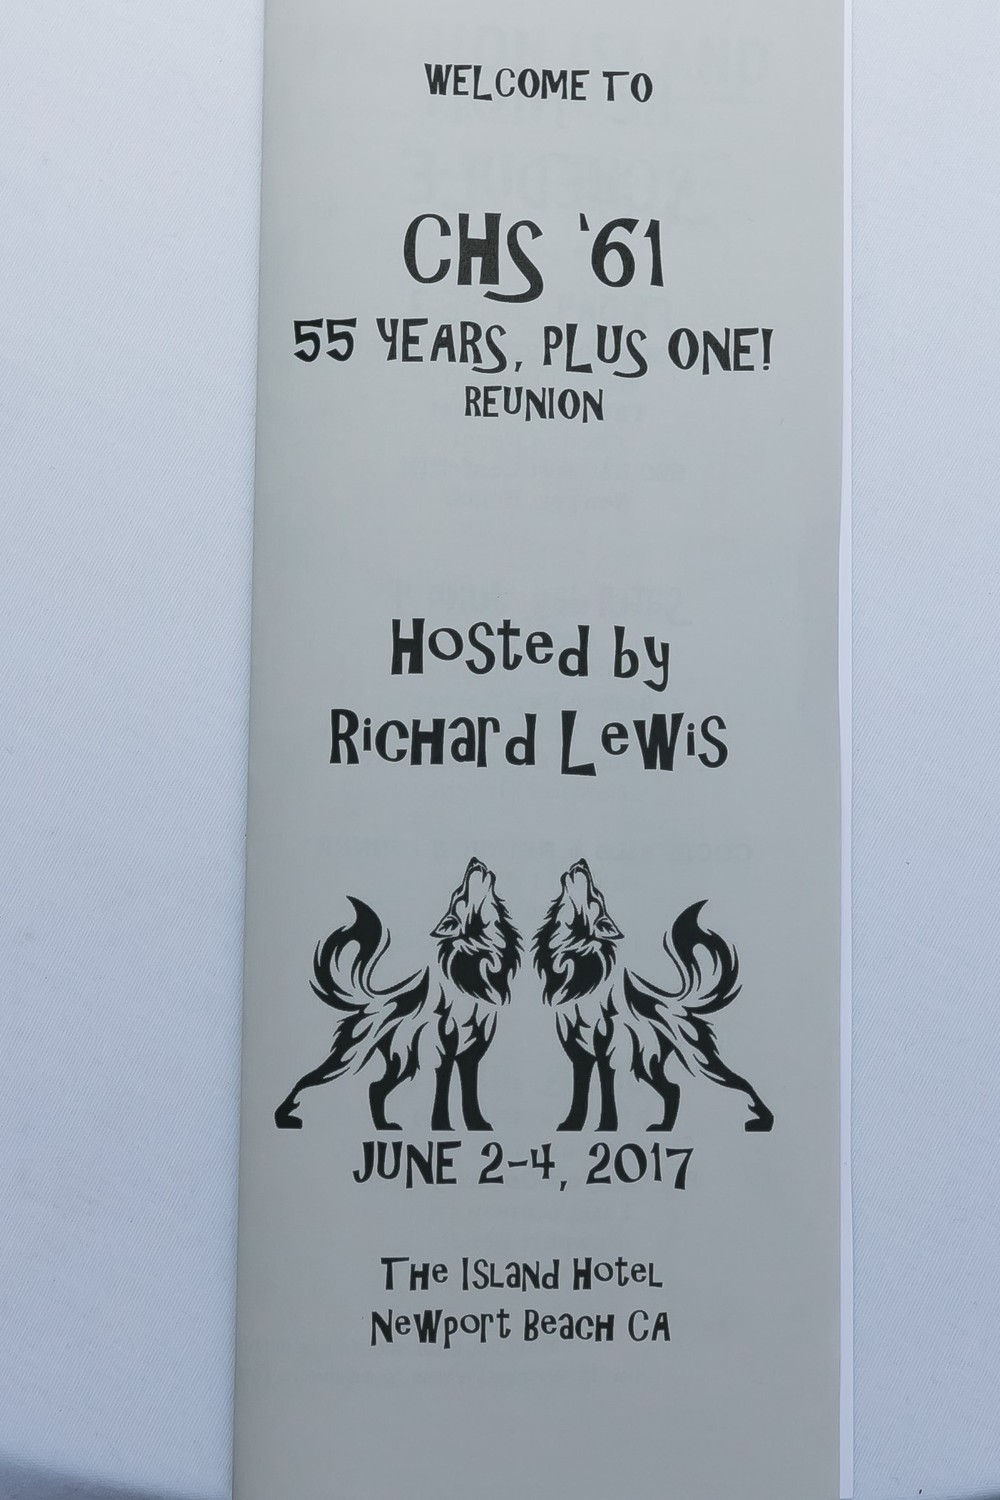 WELCOME TO
CHS '61
55 YEARS, PLUS ONE!
REUNION
Hosted by
Richard Lewis
JUNE 2-4, 2017
The Island Hotel
Newport Beach CA